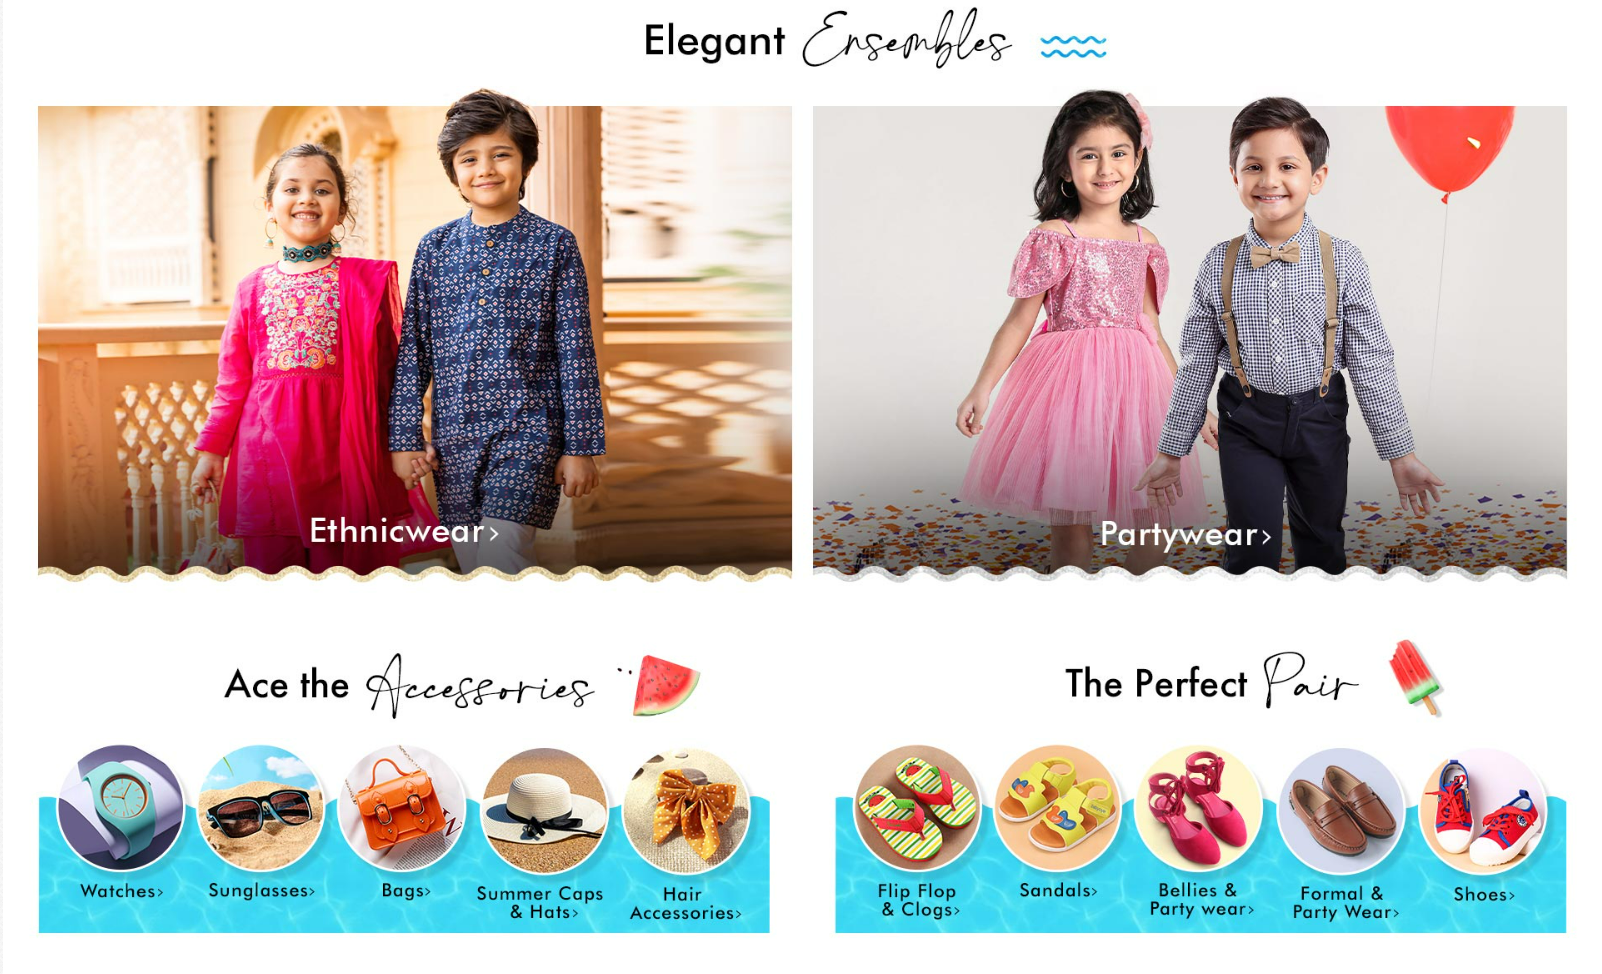 Elegant Ensembles
Ethnicwear>
Partywear>
Ace the Accessories
Watches>
Sunglasses>
Bags>
Summer Caps
& Hats>
Hair
Accessories>
The Perfect Pair
Flip Flop
& Clogs>
Sandals>
Bellies &
Party wear>
Formal &
Party Wear>
Shoes>